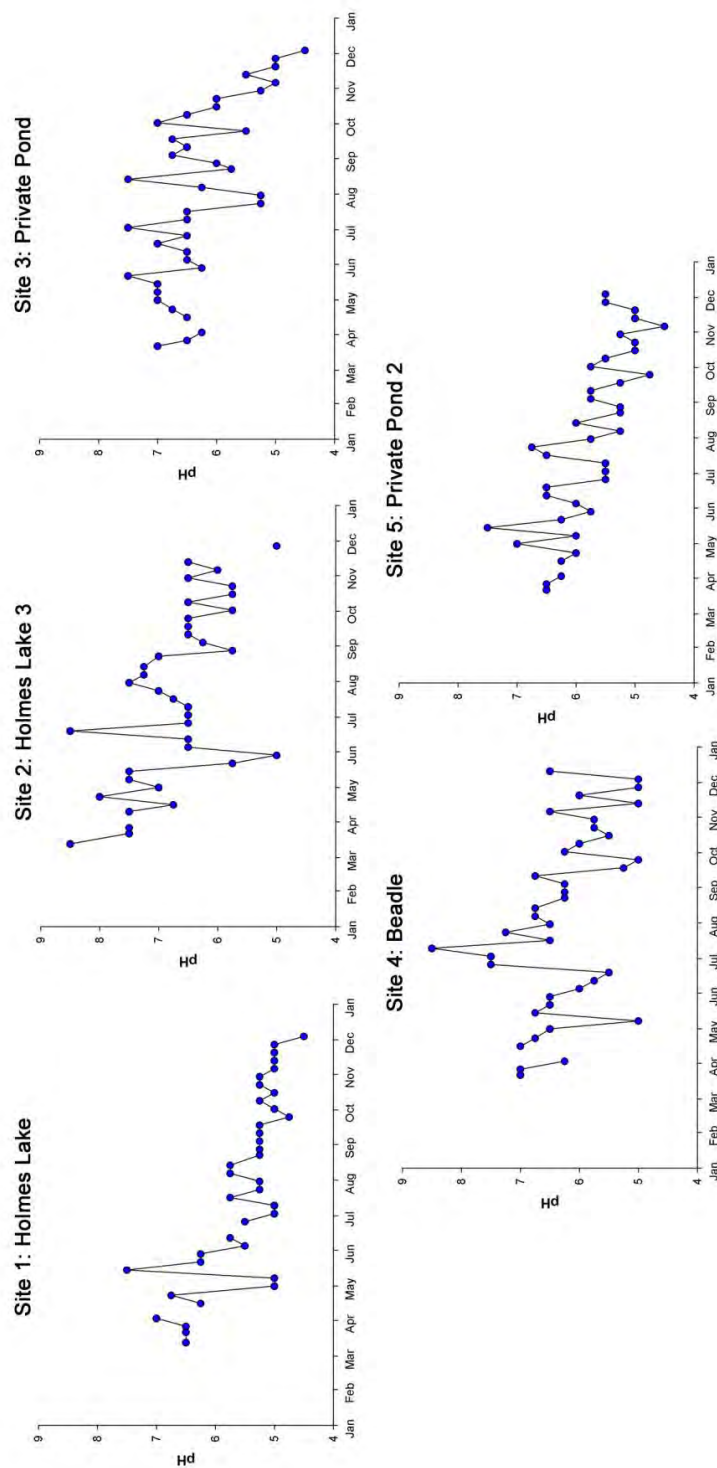 Site 1: Holmes Lake
pH
9
8
7
6
5
4
Jan Feb Mar Apr May Jun Jul Aug Sep Oct Nov Dec Jan
Site 2: Holmes Lake 3
pH
9
8
7
6
5
4
Jan Feb Mar Apr May Jun Jul Aug Sep Oct Nov Dec Jan
Site 3: Private Pond
pH
9
8
7
6
5
4
Jan Feb Mar Apr May Jun Jul Aug Sep Oct Nov Dec Jan
Site 4: Beadle
pH
9
8
7
6
5
4
Jan Feb Mar Apr May Jun Jul Aug Sep Oct Nov Dec Jan
Site 5: Private Pond 2
pH
9
8
7
6
5
4
Jan Feb Mar Apr May Jun Jul Aug Sep Oct Nov Dec Jan